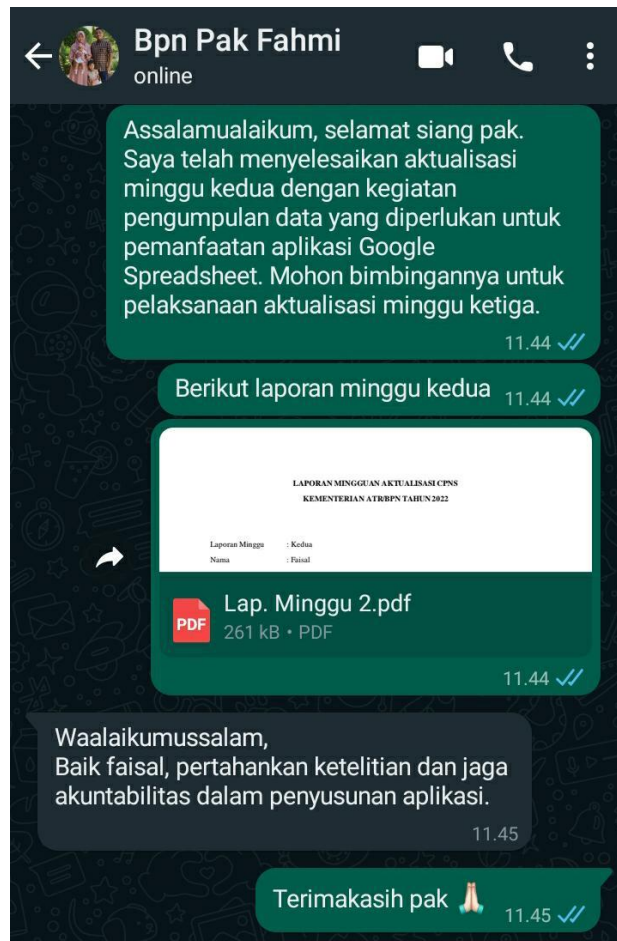 Bpn Pak Fahmi
online
Assalamualaikum, selamat siang pak.
Saya telah menyelesaikan aktualisasi
minggu kedua dengan kegiatan
pengumpulan data yang diperlukan untuk
pemanfaatan aplikasi Google
Spreadsheet. Mohon bimbingannya untuk
pelaksanaan aktualisasi minggu ketiga.
11.44
Berikut laporan minggu kedua 11.44
LAPORAN MINGGUAN AKTUALISASI CPNS
KEMENTERIAN ATR/BPN TAHUN 2022
Laporan Minggu : Kedua
Nama : Faisal
PDF
Lap. Minggu 2.pdf
261 kB • PDF
11.44
Waalaikumussalam,
Baik faisal, pertahankan ketelitian dan jaga
akuntabilitas dalam penyusunan aplikasi.
11.45
Terimakasih pak 🙏🏻 11.45